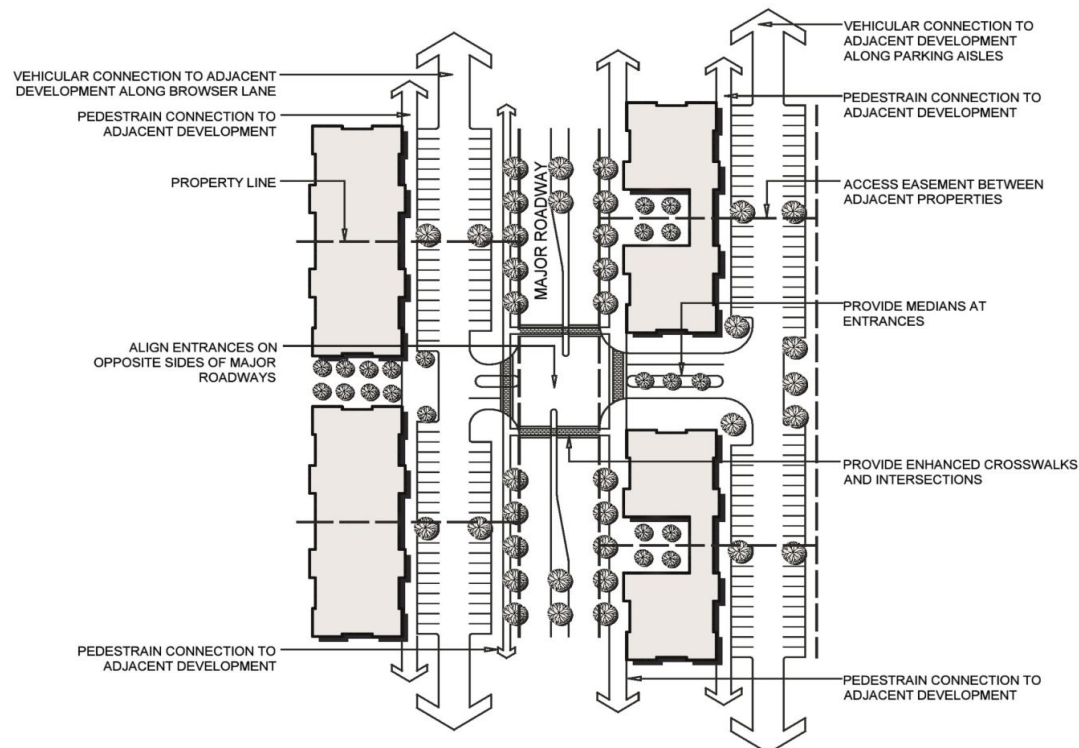 VEHICULAR CONNECTION TO ADJACENT
DEVELOPMENT ALONG BROWSER LANE
PEDESTRAIN CONNECTION TO
ADJACENT DEVELOPMENT
PROPERTY LINE
ALIGN ENTRANCES ON
OPPOSITE SIDES OF MAJOR
ROADWAYS
PEDESTRAIN CONNECTION TO
ADJACENT DEVELOPMENT
MAJOR ROADWAY
VEHICULAR CONNECTION TO
ADJACENT DEVELOPMENT
ALONG PARKING AISLES
PEDESTRAIN CONNECTION TO
ADJACENT DEVELOPMENT
ACCESS EASEMENT BETWEEN
ADJACENT PROPERTIES
PROVIDE MEDIANS AT
ENTRANCES
PROVIDE ENHANCED CROSSWALKS
AND INTERSECTIONS
PEDESTRAIN CONNECTION TO
ADJACENT DEVELOPMENT